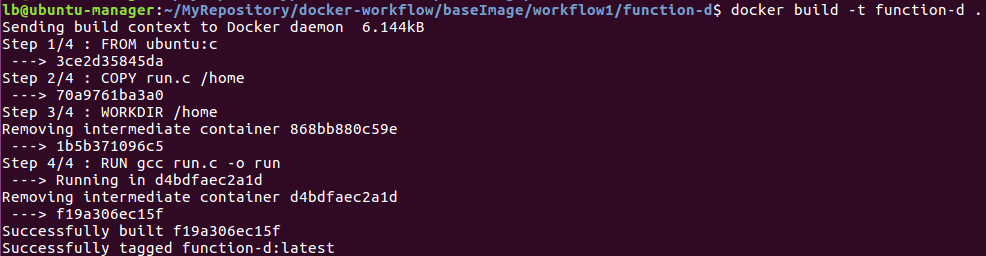 lb@ubuntu-manager:~/MyRepository/docker-workflow/baseImage/workflow1/function-d$ docker build -t function-d .
Sending build context to Docker daemon  6.144kB
Step 1/4 : FROM ubuntu:c
 ---> 3ce2d35845da
Step 2/4 : COPY run.c /home
 ---> 70a9761ba3a0
Step 3/4 : WORKDIR /home
Removing intermediate container 868bb880c59e
 ---> 1b5b371096c5
Step 4/4 : RUN gcc run.c -o run
 ---> Running in d4bdfaec2a1d
Removing intermediate container d4bdfaec2a1d
 ---> f19a306ec15f
Successfully built f19a306ec15f
Successfully tagged function-d:latest